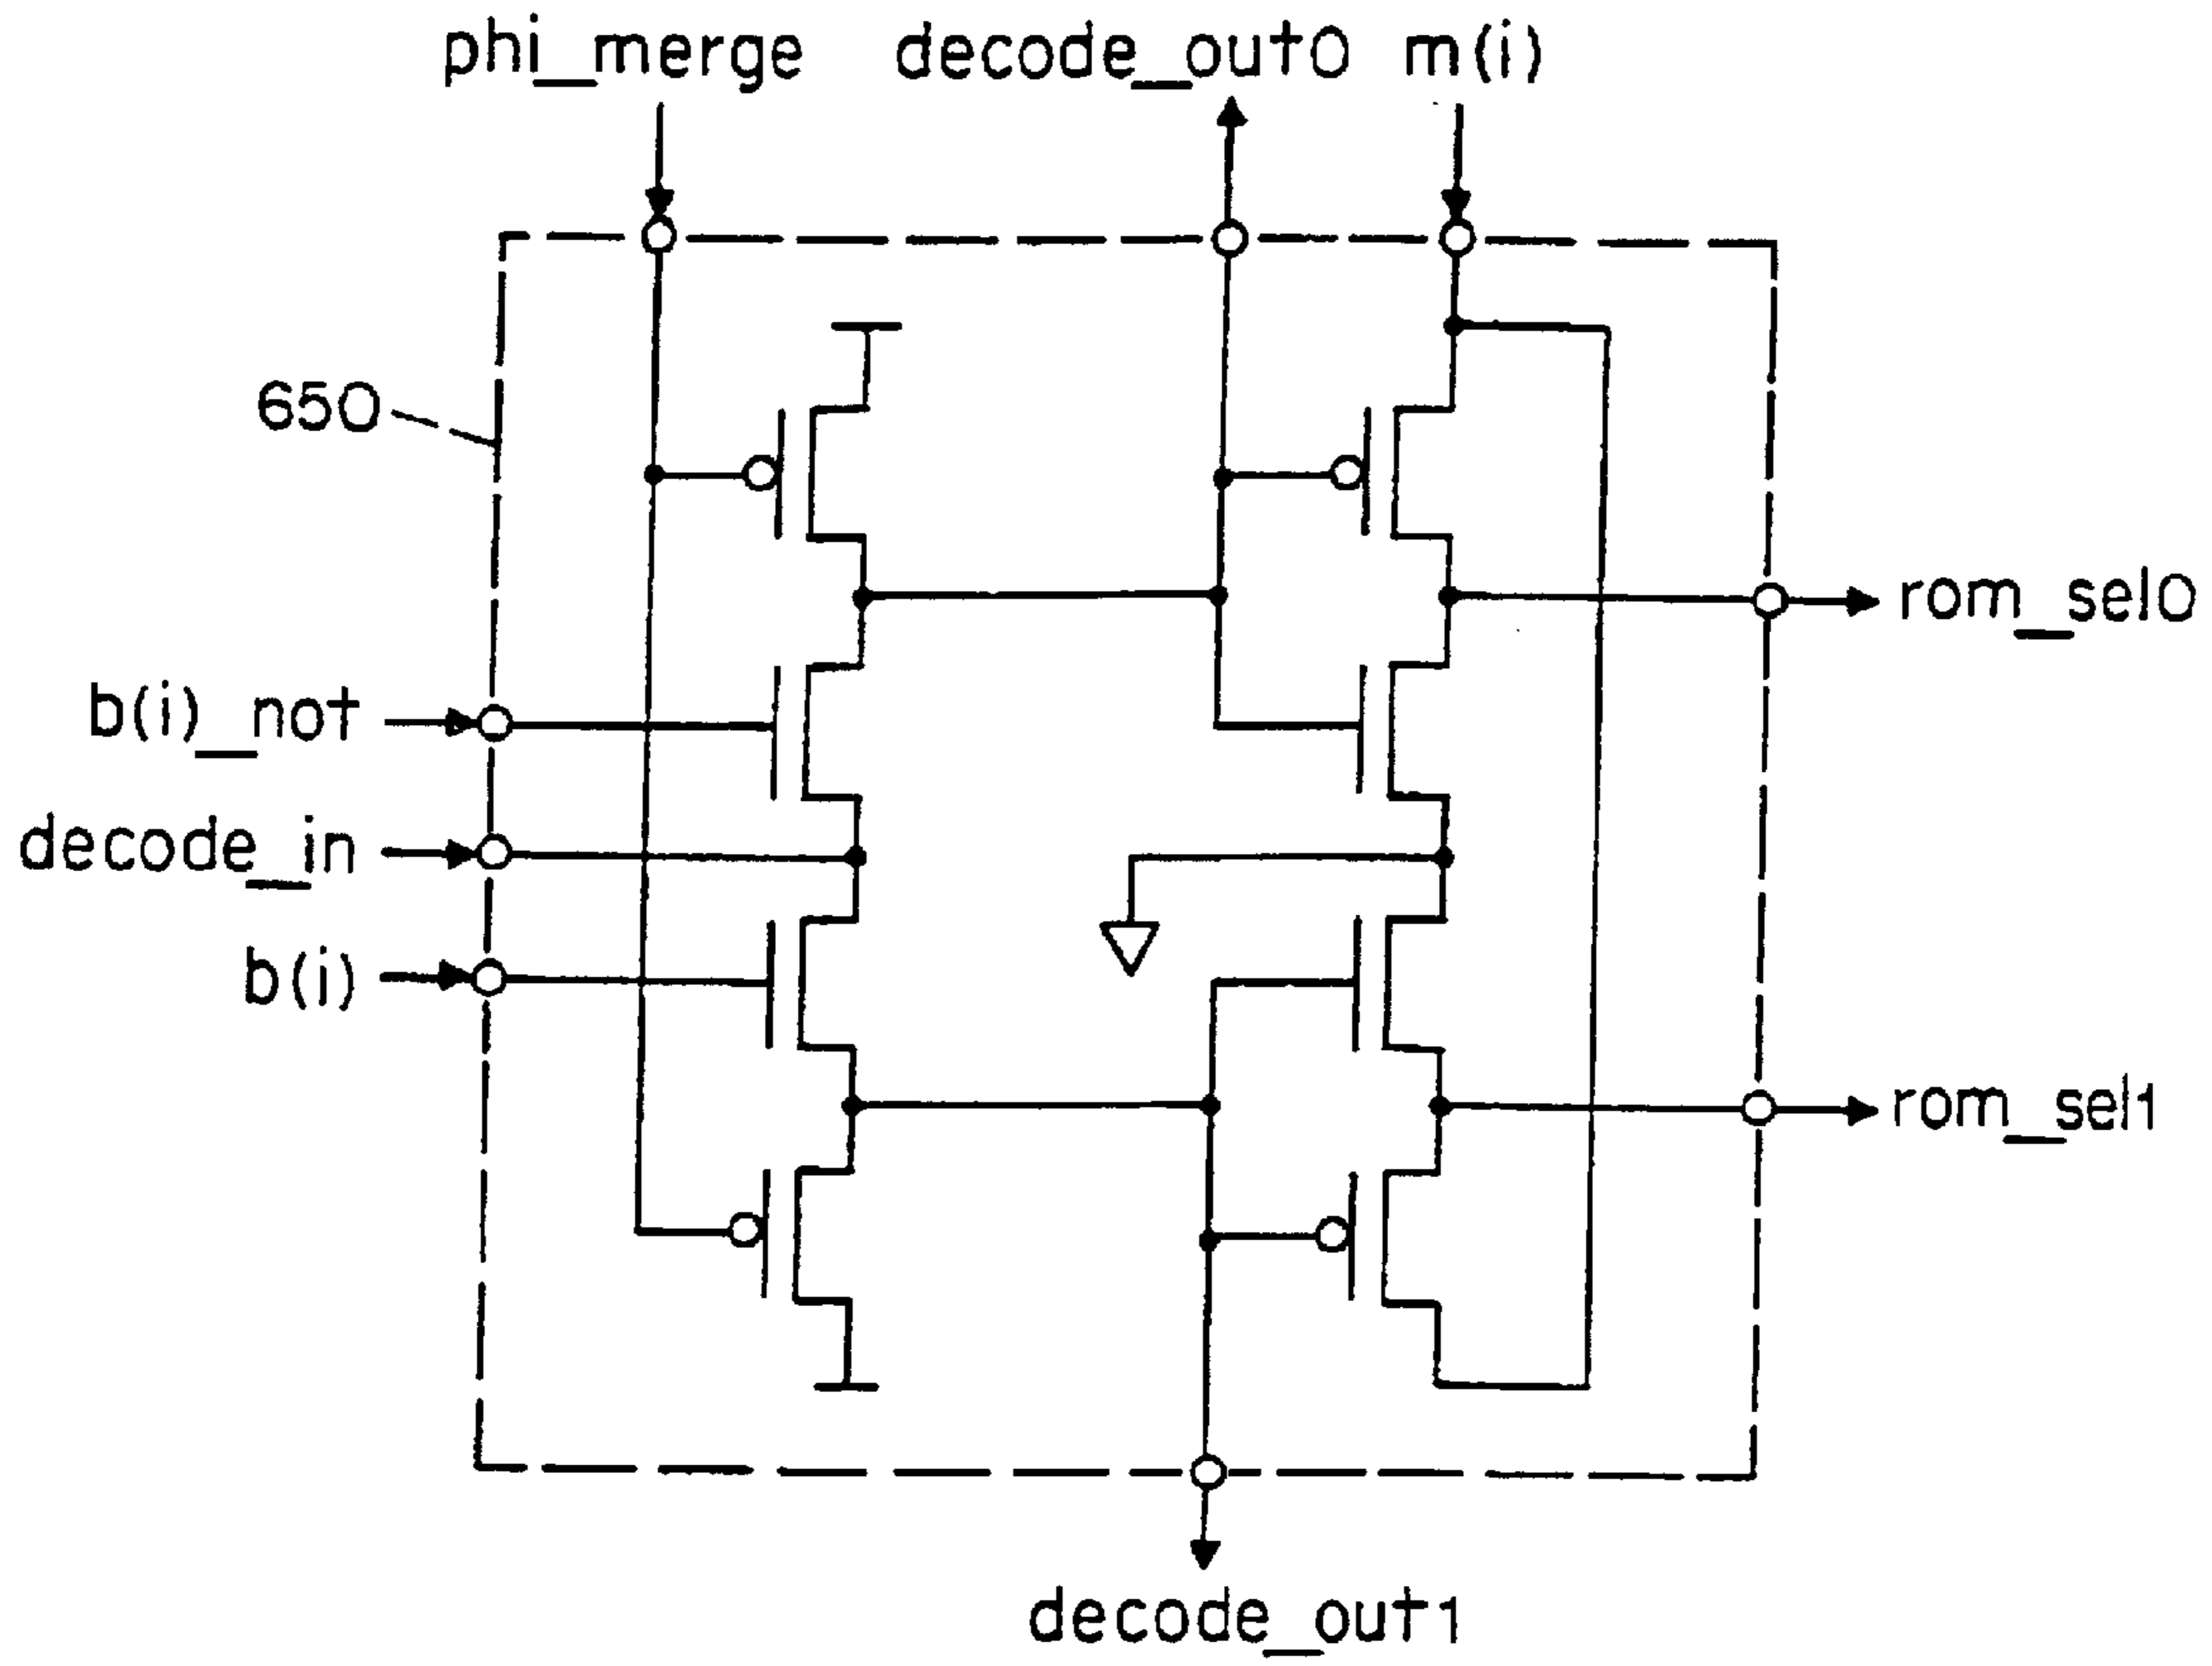 phi_merge decode_out0 m(i)
650
rom_sel0
b(i)_not
decode_in
b(i)
rom_sel1
decode_out1